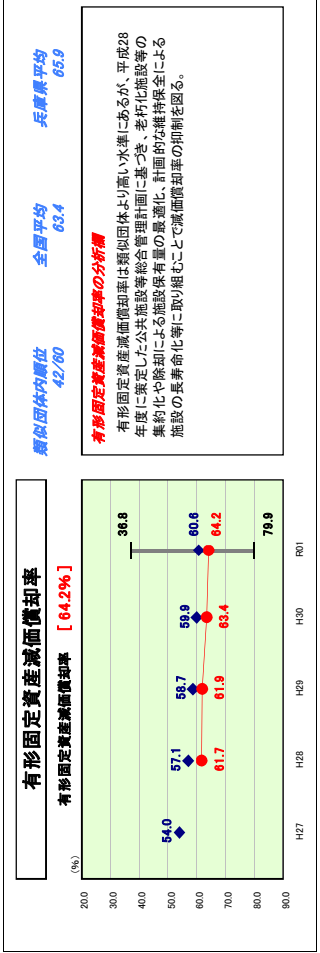 有形固定資産減価償却率
有形固定資産減価償却率 [ 64.2% ]
類似団体内順位
42/60
全国平均
63.4
兵庫県平均
65.9
(%)
20.0
30.0
40.0
50.0
60.0
70.0
80.0
90.0
54.0
57.1
58.7
59.9
60.6
61.7
61.9
63.4
64.2
36.8
79.9
H27
H28
H29
H30
R01
有形固定資産減価償却率の分析欄
有形固定資産減価償却率は類似団体より高い水準にあるが、平成28
年度に策定した公共施設等総合管理計画に基づき、老朽化施設等の
集約化や除却による施設保有量の最適化、計画的な維持保全による
施設の長寿命化等に取り組むことで減価償却率の抑制を図る。